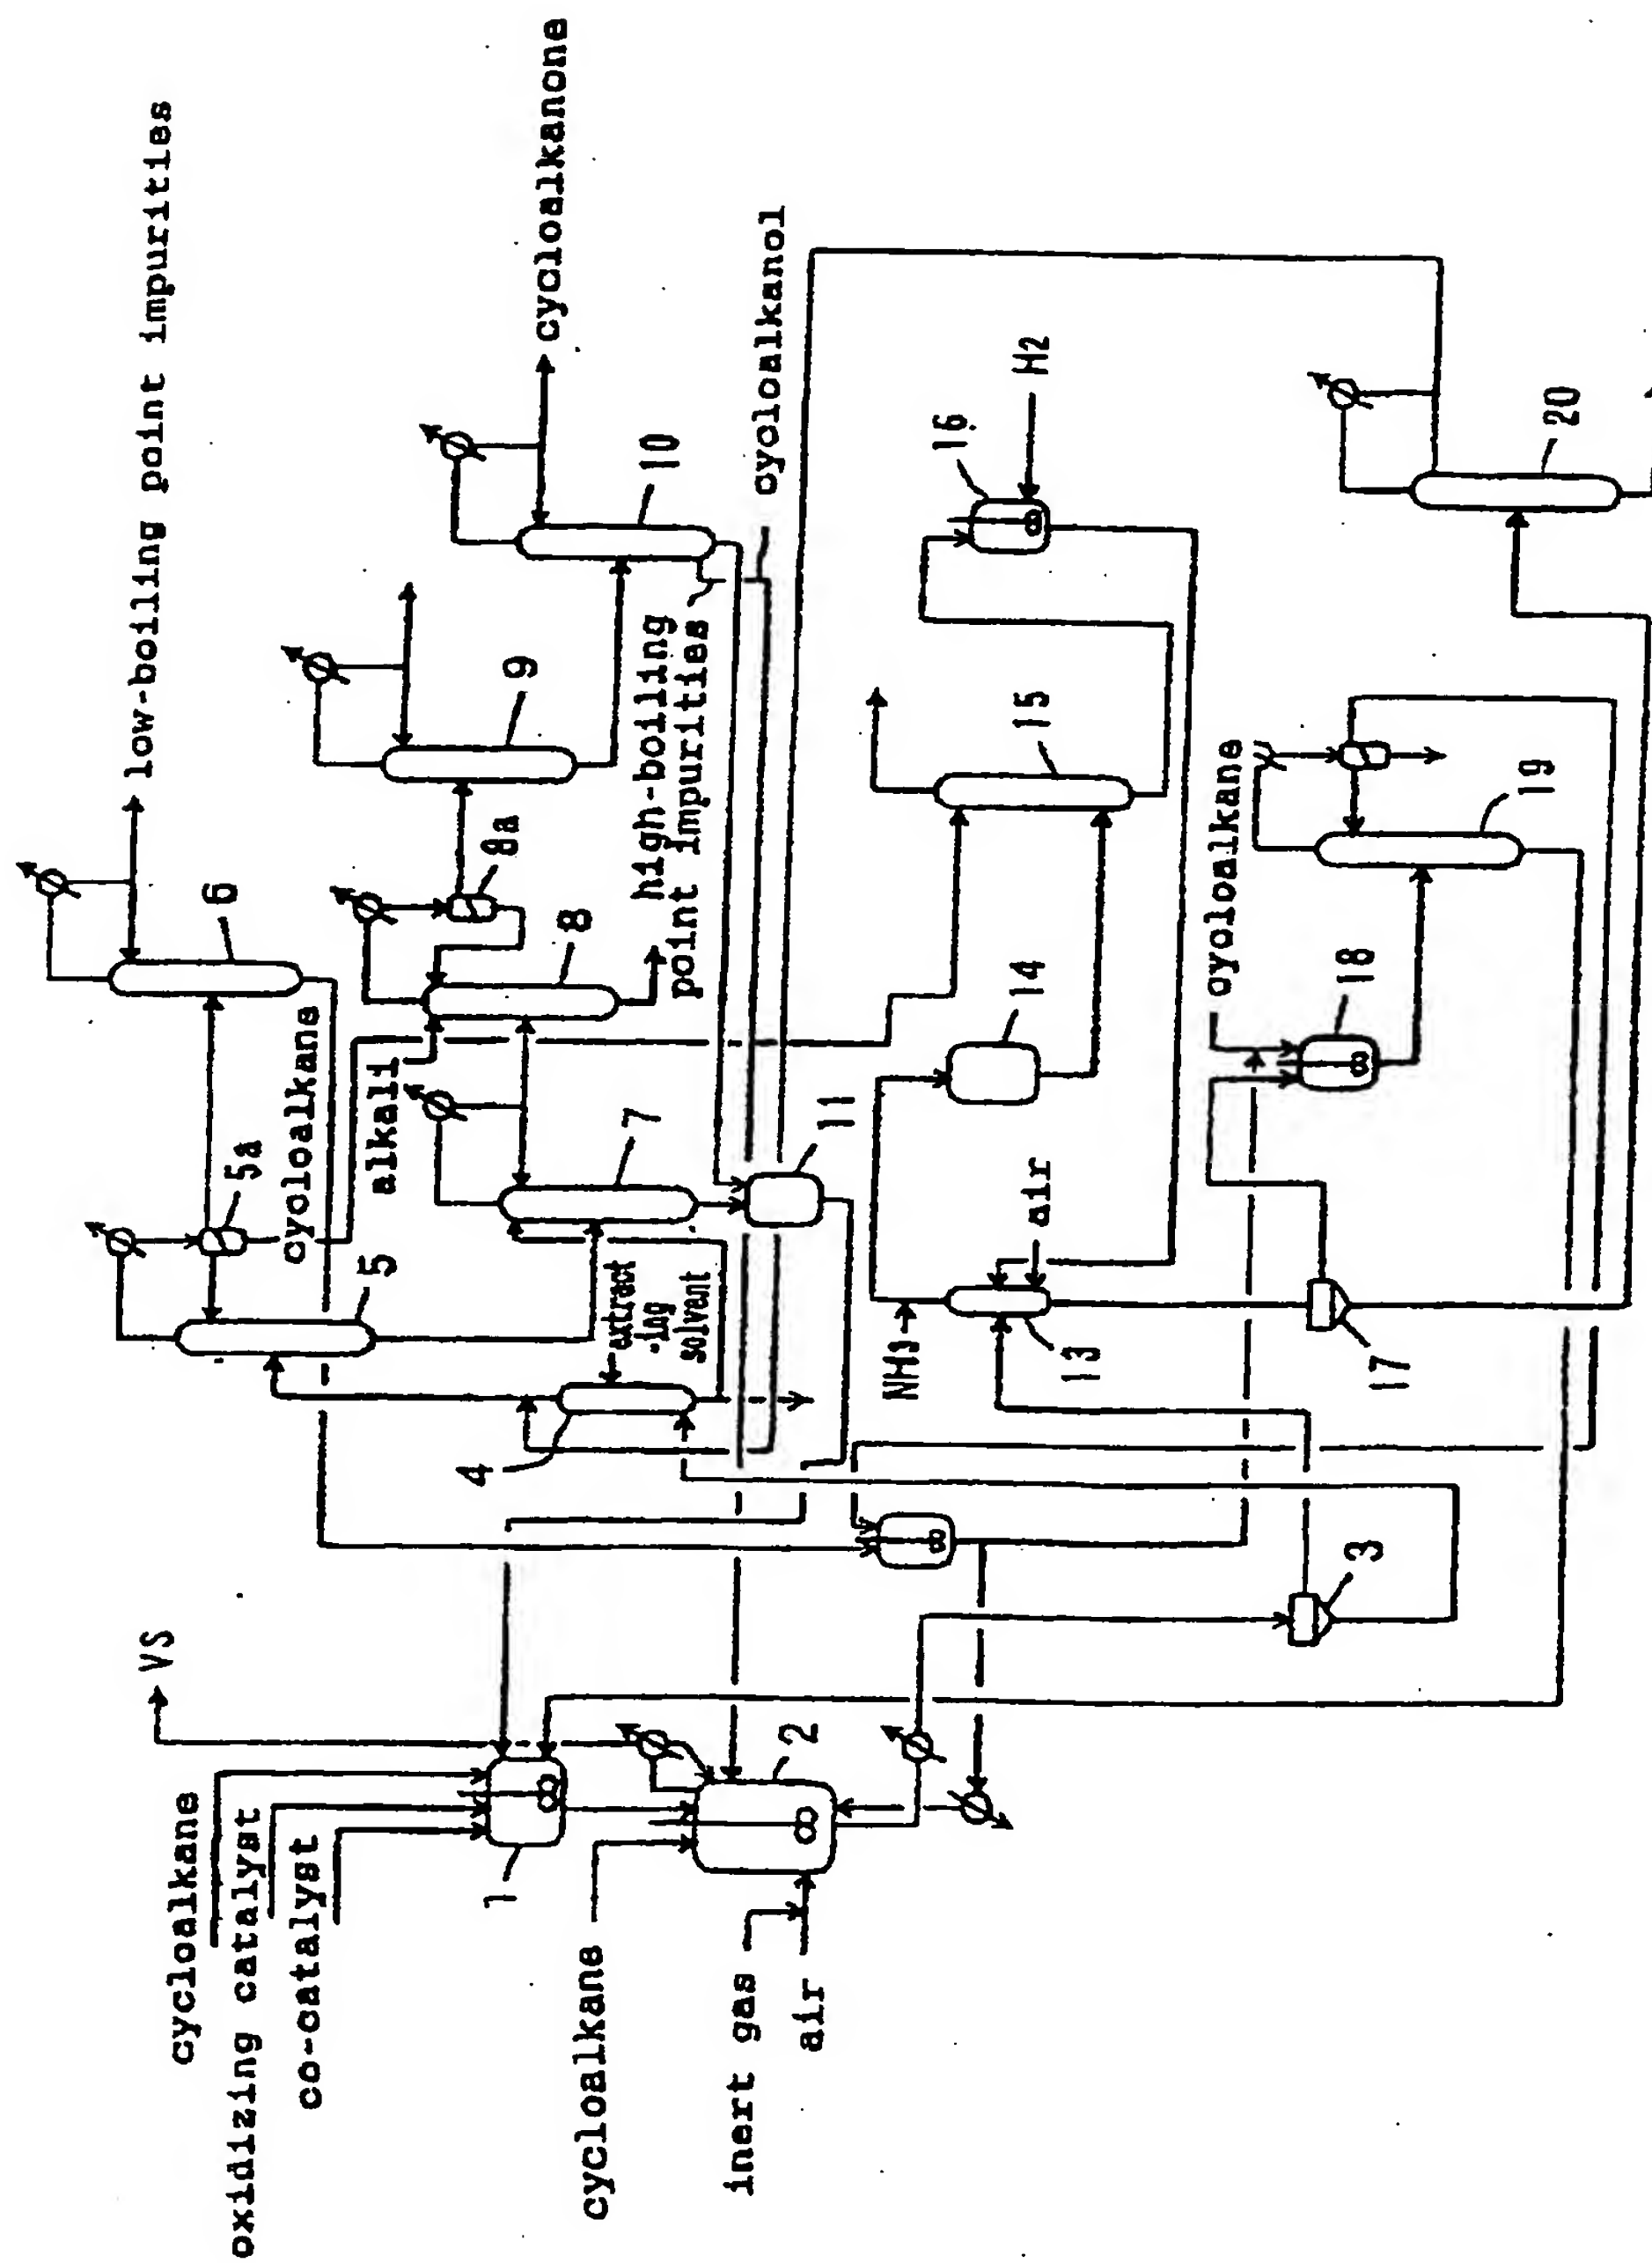 low-boiling point impurities
cycloalkanone
cycloalkanol
6
5a
5
cycloalkane
alkali
10
9
8a
8
7
high-boiling
point impurities
extract
-ing
solvent
4
11
VS
cycloalkane
oxidizing catalyst
co-catalyst
1
cycloalkane
2
inert gas
air
3
16
H2
15
14
air
NH3
13
20
cycloalkane
19
18
17